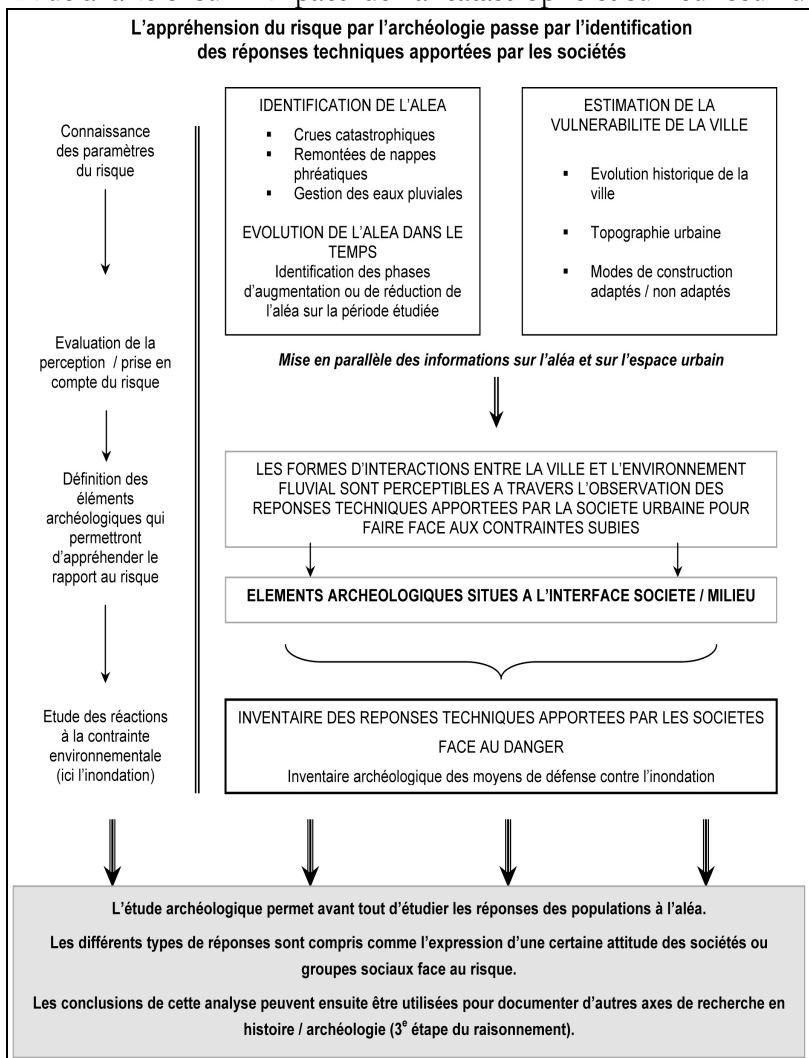 L'appréhension du risque par l'archéologie passe par l'identification
des réponses techniques apportées par les sociétés
Connaissance
des paramètres
du risque
IDENTIFICATION DE L'ALEA
▪ Crues catastrophiques
▪ Remontées de nappes
phréatiques
▪ Gestion des eaux pluviales
EVOLUTION DE L'ALEA DANS LE
TEMPS
Identification des phases
d'augmentation ou de réduction de
l'aléa sur la période étudiée
ESTIMATION DE LA
VULNERABILITE DE LA VILLE
▪ Evolution historique de la
ville
▪ Topographie urbaine
▪ Modes de construction
adaptés / non adaptés
Evaluation de la
perception / prise en
compte du risque
Mise en parallèle des informations sur l'aléa et sur l'espace urbain
Définition des
éléments
archéologiques qui
permettront
d'appréhender le
rapport au risque
LES FORMES D'INTERACTIONS ENTRE LA VILLE ET L'ENVIRONNEMENT
FLUVIAL SONT PERCEPTIBLES A TRAVERS L'OBSERVATION DES
REPONSES TECHNIQUES APPORTEES PAR LA SOCIETE URBAINE POUR
FAIRE FACE AUX CONTRAINTES SUBIES
ELEMENTS ARCHEOLOGIQUES SITUES A L'INTERFACE SOCIETE / MILIEU
Etude des réactions
à la contrainte
environnementale
(ici l'inondation)
INVENTAIRE DES REPONSES TECHNIQUES APPORTEES PAR LES SOCIETES
FACE AU DANGER
Inventaire archéologique des moyens de défense contre l'inondation
L'étude archéologique permet avant tout d'étudier les réponses des populations à l'aléa.
Les différents types de réponses sont compris comme l'expression d'une certaine attitude des sociétés ou
groupes sociaux face au risque.
Les conclusions de cette analyse peuvent ensuite être utilisées pour documenter d'autres axes de recherche en
histoire / archéologie (3e étape du raisonnement).